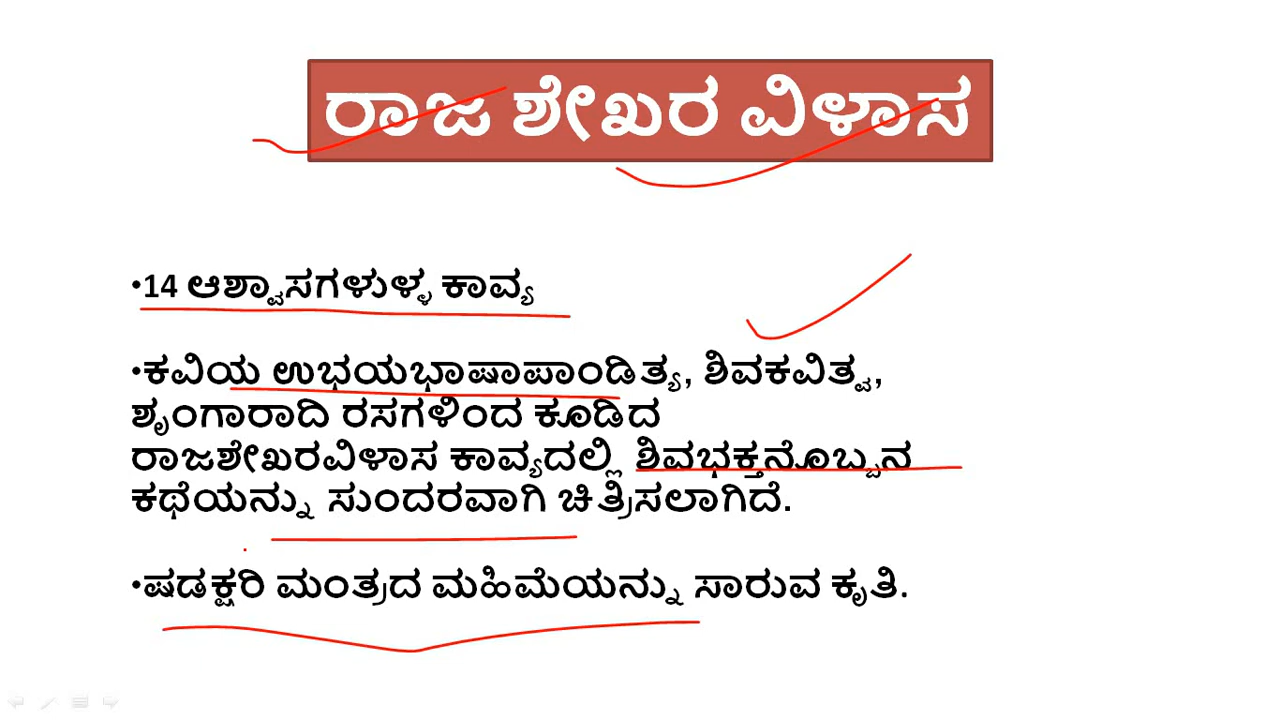 ರಾಜ ಶೇಖರ ವಿಳಾಸ
•14 ಆಶ್ವಾಸಗಳುಳ್ಳ ಕಾವ್ಯ
•ಕವಿಯ ಉಭಯಭಾಷಾಪಾಂಡಿತ್ಯ, ಶಿವಕವಿತ್ವ,
ಶೃಂಗಾರಾದಿ ರಸಗಳಿಂದ ಕೂಡಿದ
ರಾಜಶೇಖರವಿಳಾಸ ಕಾವ್ಯದಲ್ಲಿ ಶಿವಭಕ್ತನೊಬ್ಬನ
ಕಥೆಯನ್ನು ಸುಂದರವಾಗಿ ಚಿತ್ರಿಸಲಾಗಿದೆ.
•ಷಡಕ್ಷರಿ ಮಂತ್ರದ ಮಹಿಮೆಯನ್ನು ಸಾರುವ ಕೃತಿ.